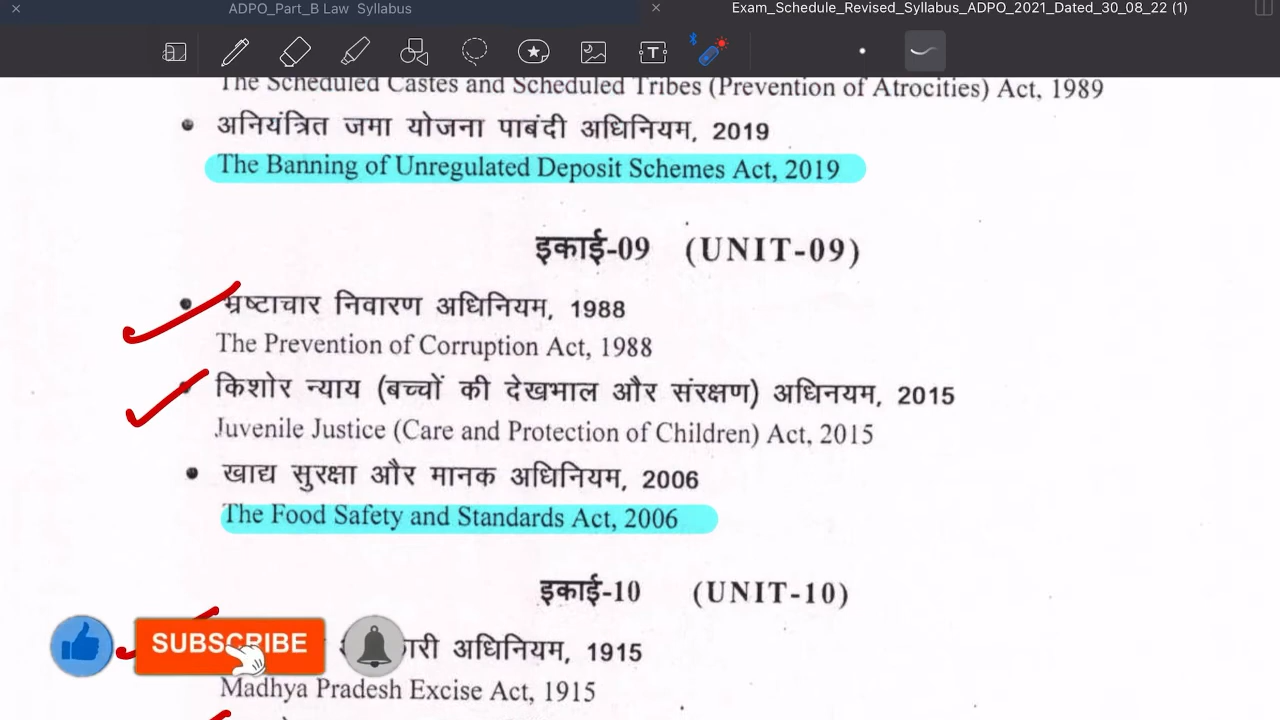 ADPO_Part_B Law Syllabus
Exam_Schedule_Revised_Syllabus_ADPO_2021_Dated_30_08_22 (1)
The Scheduled Castes and Scheduled Tribes (Prevention of Atrocities) Act, 1989
अनियंत्रित जमा योजना पाबंदी अधिनियम, 2019
The Banning of Unregulated Deposit Schemes Act, 2019
इकाई-09 (UNIT-09)
भ्रष्टाचार निवारण अधिनियम, 1988
The Prevention of Corruption Act, 1988
किशोर न्याय (बच्चों की देखभाल और संरक्षण) अधिनयम, 2015
Juvenile Justice (Care and Protection of Children) Act, 2015
खाद्य सुरक्षा और मानक अधिनियम, 2006
The Food Safety and Standards Act, 2006
इकाई-10 (UNIT-10)
SUBSCRIBE
अधिनियम, 1915
Madhya Pradesh Excise Act, 1915